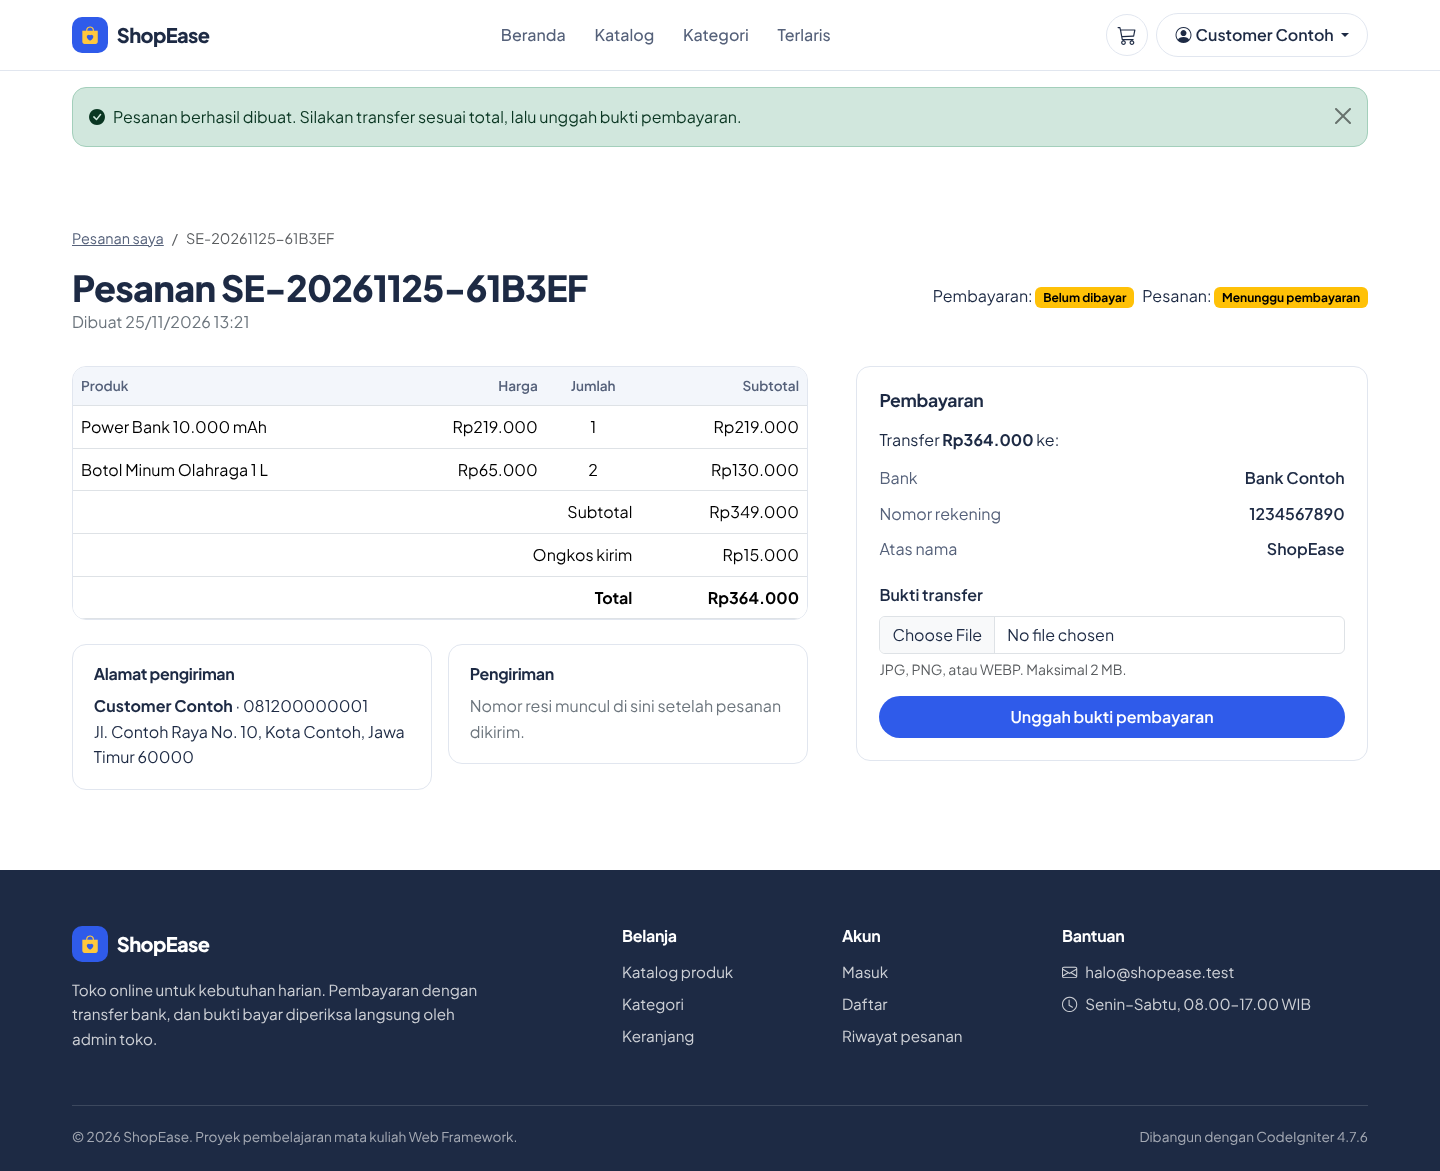 ShopEase
Beranda Katalog Kategori Terlaris
Customer Contoh
Pesanan berhasil dibuat. Silakan transfer sesuai total, lalu unggah bukti pembayaran.
Pesanan saya / SE-20261125-61B3EF
Pesanan SE-20261125-61B3EF
Dibuat 25/11/2026 13:21
Pembayaran: Belum dibayar Pesanan: Menunggu pembayaran
Produk Harga Jumlah Subtotal
Power Bank 10.000 mAh Rp219.000 1 Rp219.000
Botol Minum Olahraga 1 L Rp65.000 2 Rp130.000
Subtotal Rp349.000
Ongkos kirim Rp15.000
Total Rp364.000
Alamat pengiriman
Customer Contoh · 081200000001
Jl. Contoh Raya No. 10, Kota Contoh, Jawa
Timur 60000
Pengiriman
Nomor resi muncul di sini setelah pesanan
dikirim.
Pembayaran
Transfer Rp364.000 ke:
Bank Bank Contoh
Nomor rekening 1234567890
Atas nama ShopEase
Bukti transfer
Choose File No file chosen
JPG, PNG, atau WEBP. Maksimal 2 MB.
Unggah bukti pembayaran
ShopEase
Toko online untuk kebutuhan harian. Pembayaran dengan
transfer bank, dan bukti bayar diperiksa langsung oleh
admin toko.
Belanja
Katalog produk
Kategori
Keranjang
Akun
Masuk
Daftar
Riwayat pesanan
Bantuan
halo@shopease.test
Senin–Sabtu, 08.00–17.00 WIB
© 2026 ShopEase. Proyek pembelajaran mata kuliah Web Framework.
Dibangun dengan CodeIgniter 4.7.6